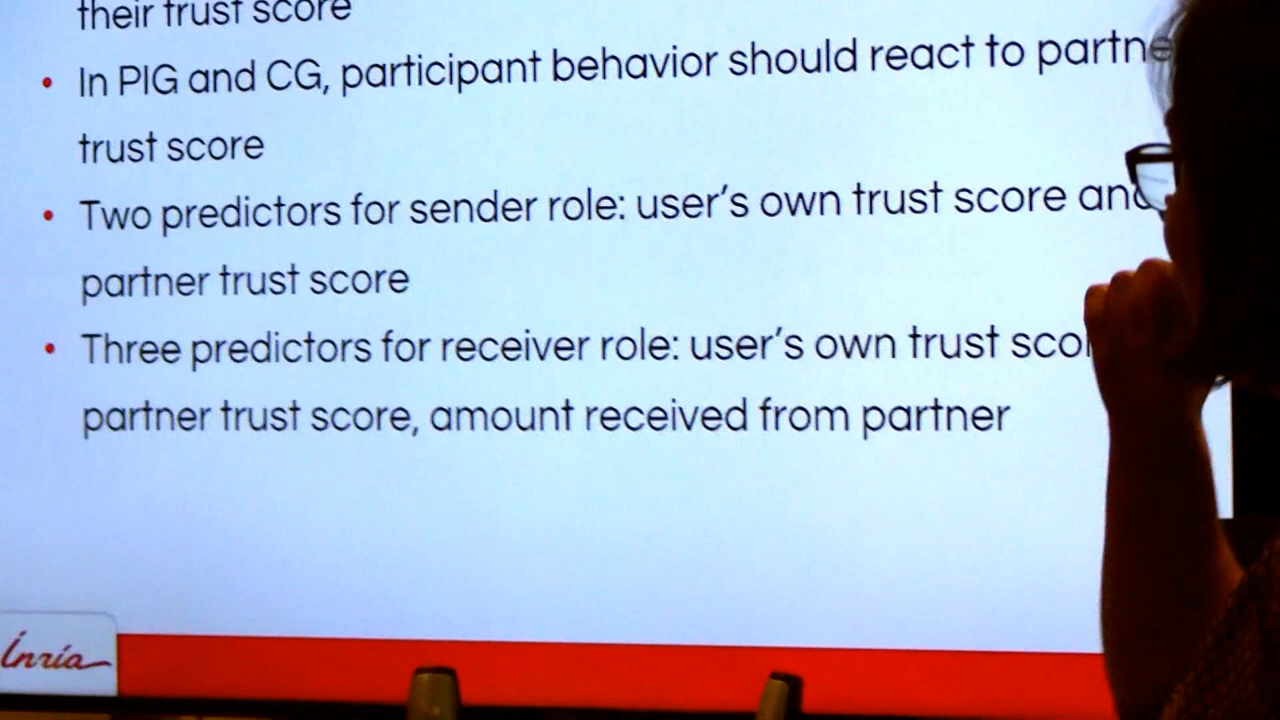 their trust score
• In PIG and CG, participant behavior should react to
trust score
• Two predictors for sender role: user's own trust score and
partner trust score
• Three predictors for receiver role: user's own trust
partner trust score, amount received from partner
Inria